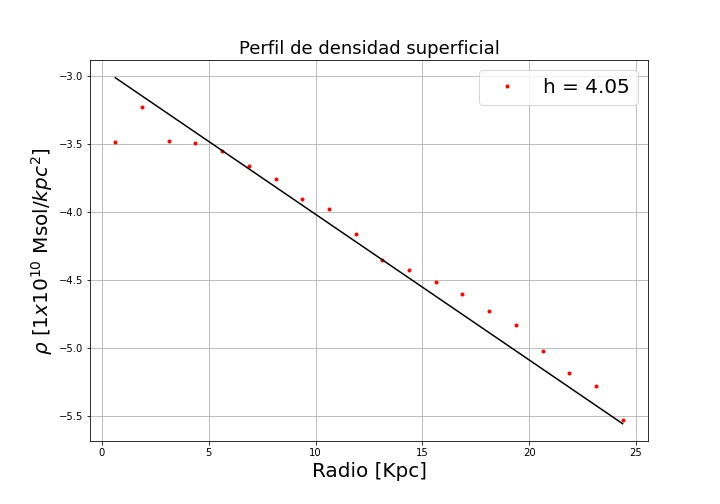 Perfil de densidad superficial
h = 4.05
ρ [1x10¹⁰ Msol/kpc²]
−3.0
−3.5
−4.0
−4.5
−5.0
−5.5
0 5 10 15 20 25
Radio [Kpc]